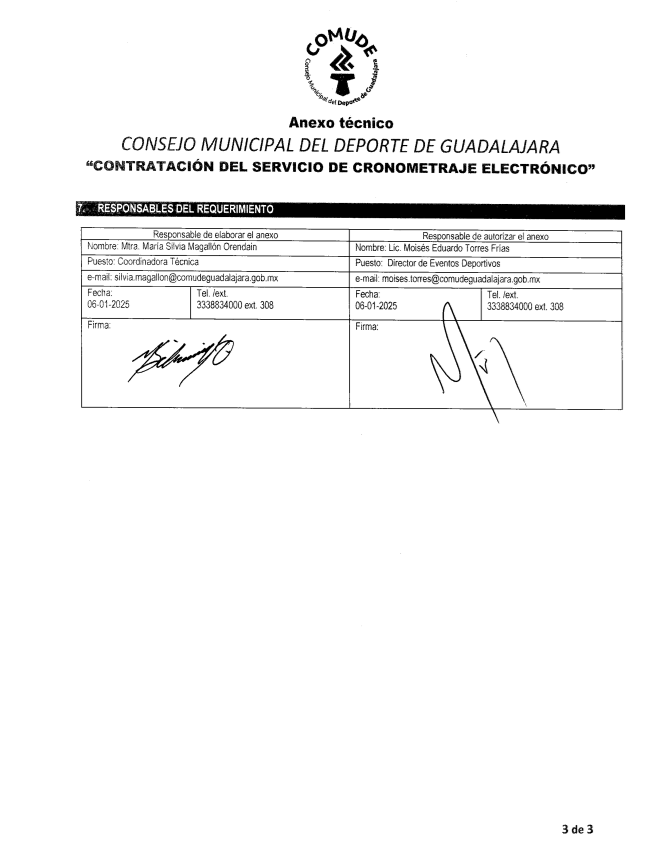 COMUDE
Consejo Municipal del Deporte de Guadalajara
Anexo técnico
CONSEJO MUNICIPAL DEL DEPORTE DE GUADALAJARA
“CONTRATACIÓN DEL SERVICIO DE CRONOMETRAJE ELECTRÓNICO”
7. RESPONSABLES DEL REQUERIMIENTO
Responsable de elaborar el anexo
Nombre: Mtra. María Silvia Magallón Orendain
Puesto: Coordinadora Técnica
e-mail: silvia.magallon@comudeguadalajara.gob.mx
Fecha:
06-01-2025
Tel. /ext.
3338834000 ext. 308
Firma:
Responsable de autorizar el anexo
Nombre: Lic. Moisés Eduardo Torres Frías
Puesto: Director de Eventos Deportivos
e-mail: moises.torres@comudeguadalajara.gob.mx
Fecha:
06-01-2025
Tel. /ext.
3338834000 ext. 308
Firma:
3 de 3